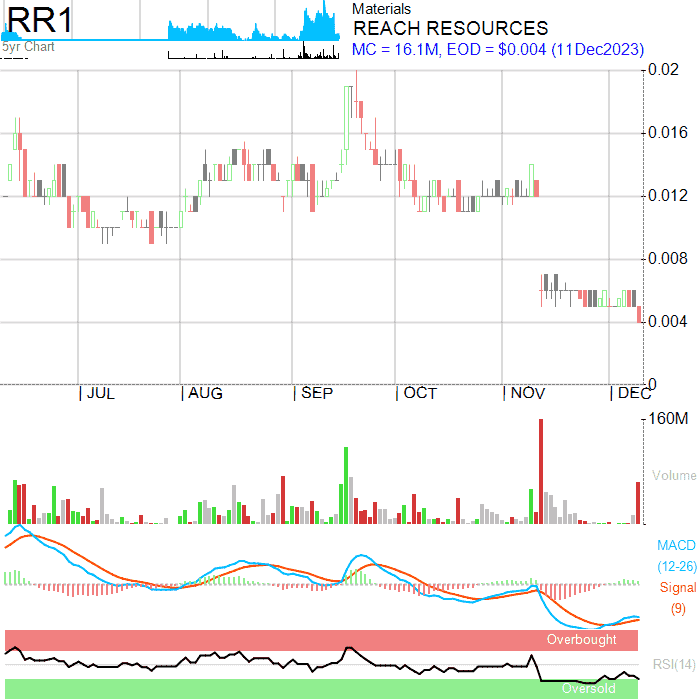 RR1
5yr Chart
Materials
REACH RESOURCES
MC = 16.1M, EOD = $0.004 (11Dec2023)
0.02
0.016
0.012
0.008
0.004
0
JUL AUG SEP OCT NOV DEC
160M
Volume
MACD
(12-26)
Signal
(9)
Overbought
RSI(14)
Oversold